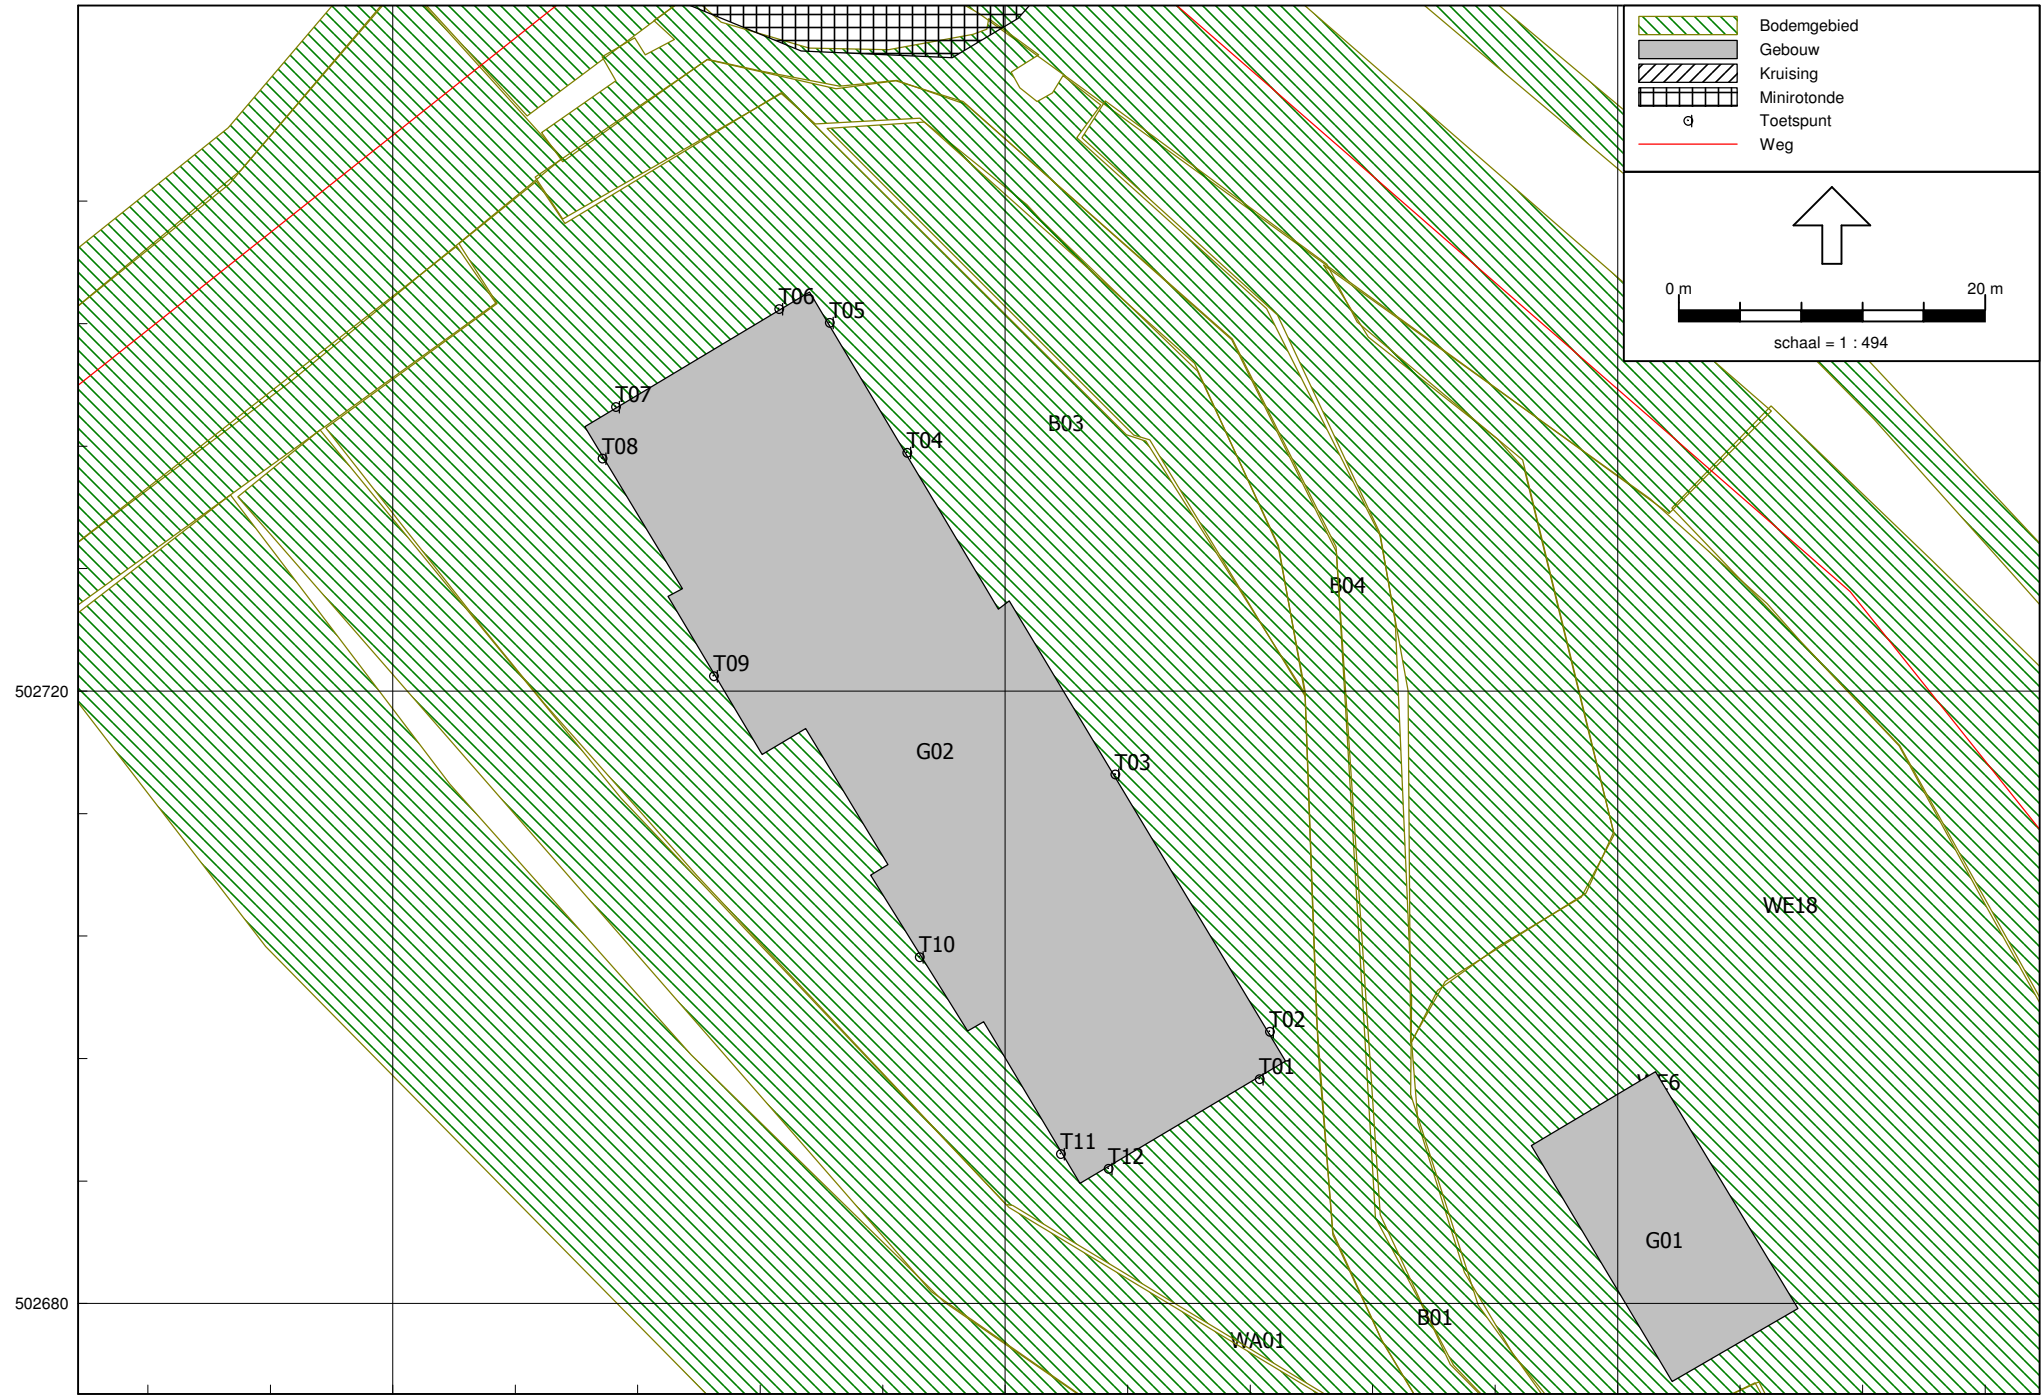 Bodemgebied
Gebouw
Kruising
Minirotonde
Toetspunt
Weg
0 m
20 m
schaal = 1 : 494
T06
T05
T07
T08
T04
B03
B04
T09
502720
G02
T03
WE18
T10
T02
T01
T11
T12
G01
502680
B01
WA01